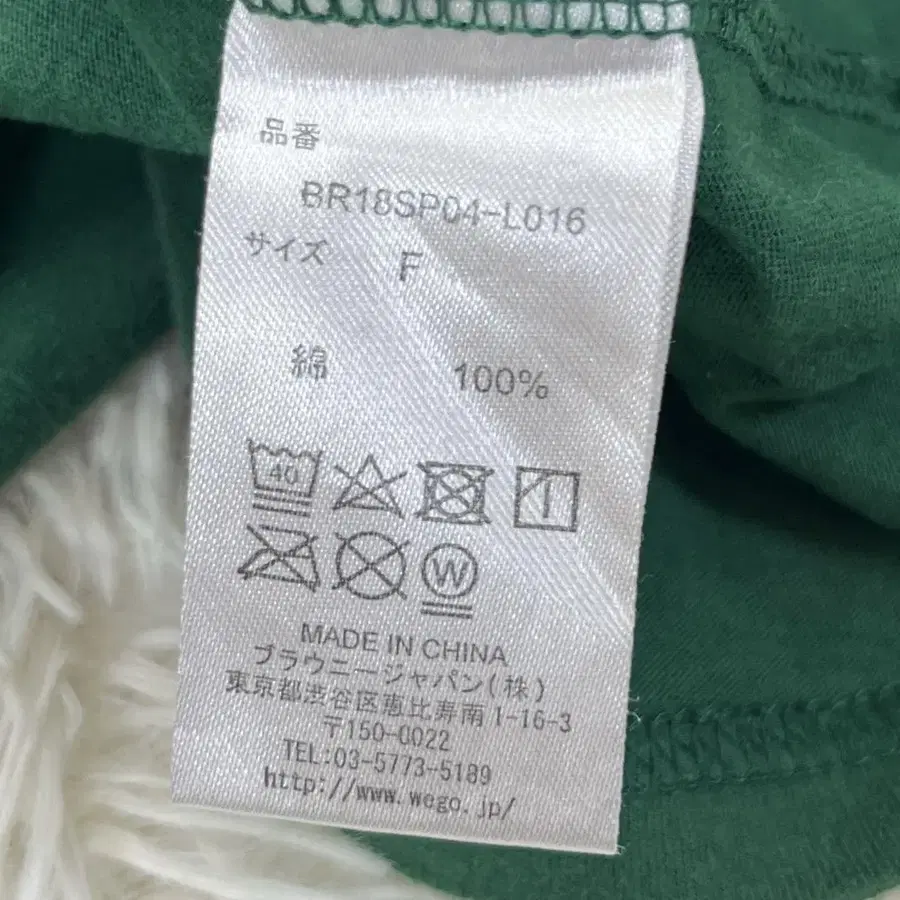 品番
BR18SP04-L016
サイズ F
綿 100%
40
W
MADE IN CHINA
ブラウニージャパン(株)
東京都渋谷区恵比寿南1-16-3
〒150-0022
TEL:03-5773-5189
http://www.wego.jp/